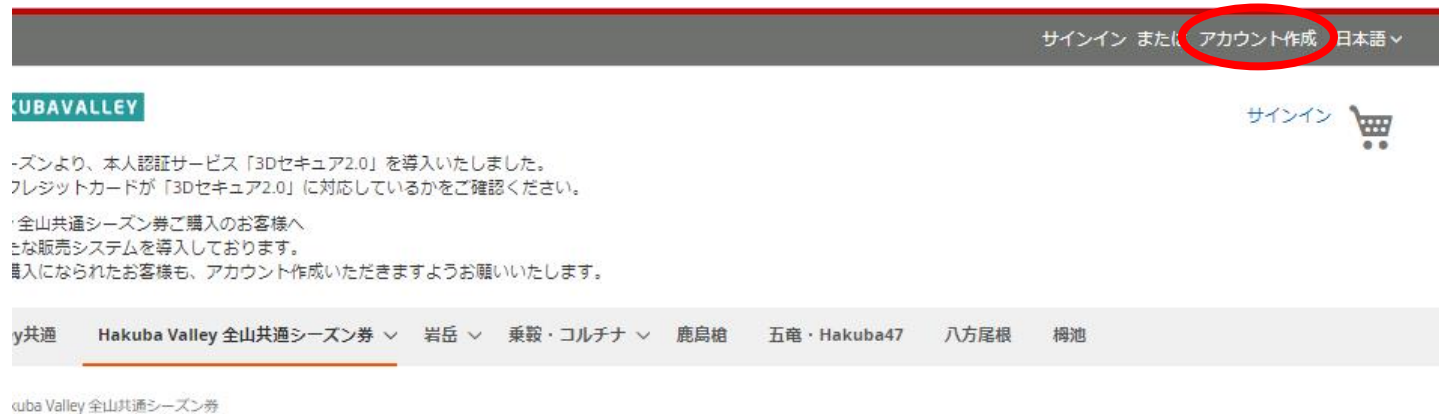 サインイン または アカウント作成 日本語
KUBAVALLEY
サインイン
ーズンより、本人認証サービス「3Dセキュア2.0」を導入いたしました。
クレジットカードが「3Dセキュア2.0」に対応しているかをご確認ください。
全山共通シーズン券ご購入のお客様へ
たな販売システムを導入しております。
購入になられたお客様も、アカウント作成いただきますようお願いいたします。
y共通 Hakuba Valley 全山共通シーズン券 岩岳 乗鞍・コルチナ 鹿島槍 五竜・Hakuba47 八方尾根 栂池
kuba Valley 全山共通シーズン券